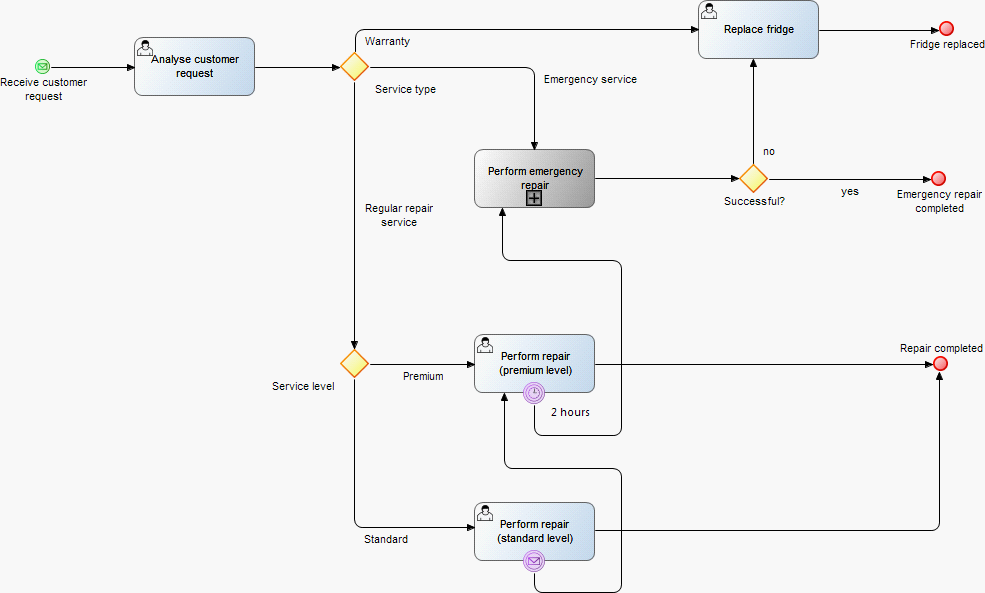 Replace fridge
Warranty
Fridge replaced
Analyse customer
request
Receive customer
request
Service type
Emergency service
no
Perform emergency
repair
Successful?
yes
Emergency repair
completed
Regular repair
service
Repair completed
Perform repair
(premium level)
Premium
Service level
2 hours
Perform repair
(standard level)
Standard